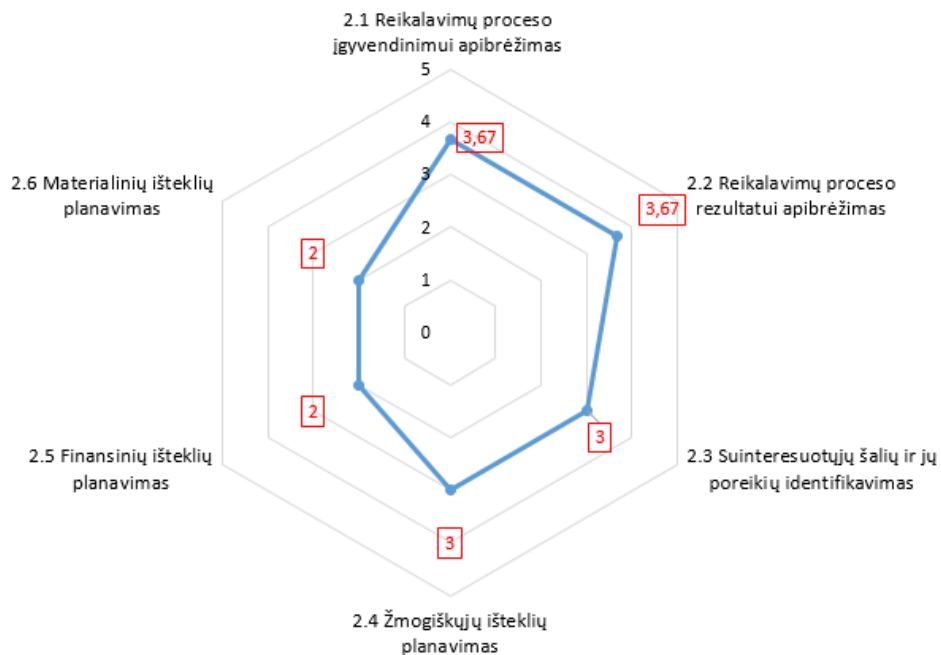 2.1 Reikalavimų proceso
įgyvendinimui apibrėžimas
5
4
3,67
3
2.6 Materialinių išteklių
planavimas
2.2 Reikalavimų proceso
rezultatui apibrėžimas
3,67
2
2
1
0
2
3
2.5 Finansinių išteklių
planavimas
2.3 Suinteresuotųjų šalių ir jų
poreikių identifikavimas
3
2.4 Žmogiškųjų išteklių
planavimas